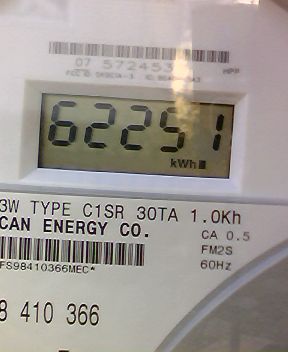 07 572453
62251
kWh
3W TYPE C1SR 30TA 1.0Kh
CAN ENERGY CO.
CA 0.5
FM2S
60Hz
FS98410366MEC*
8 410 366